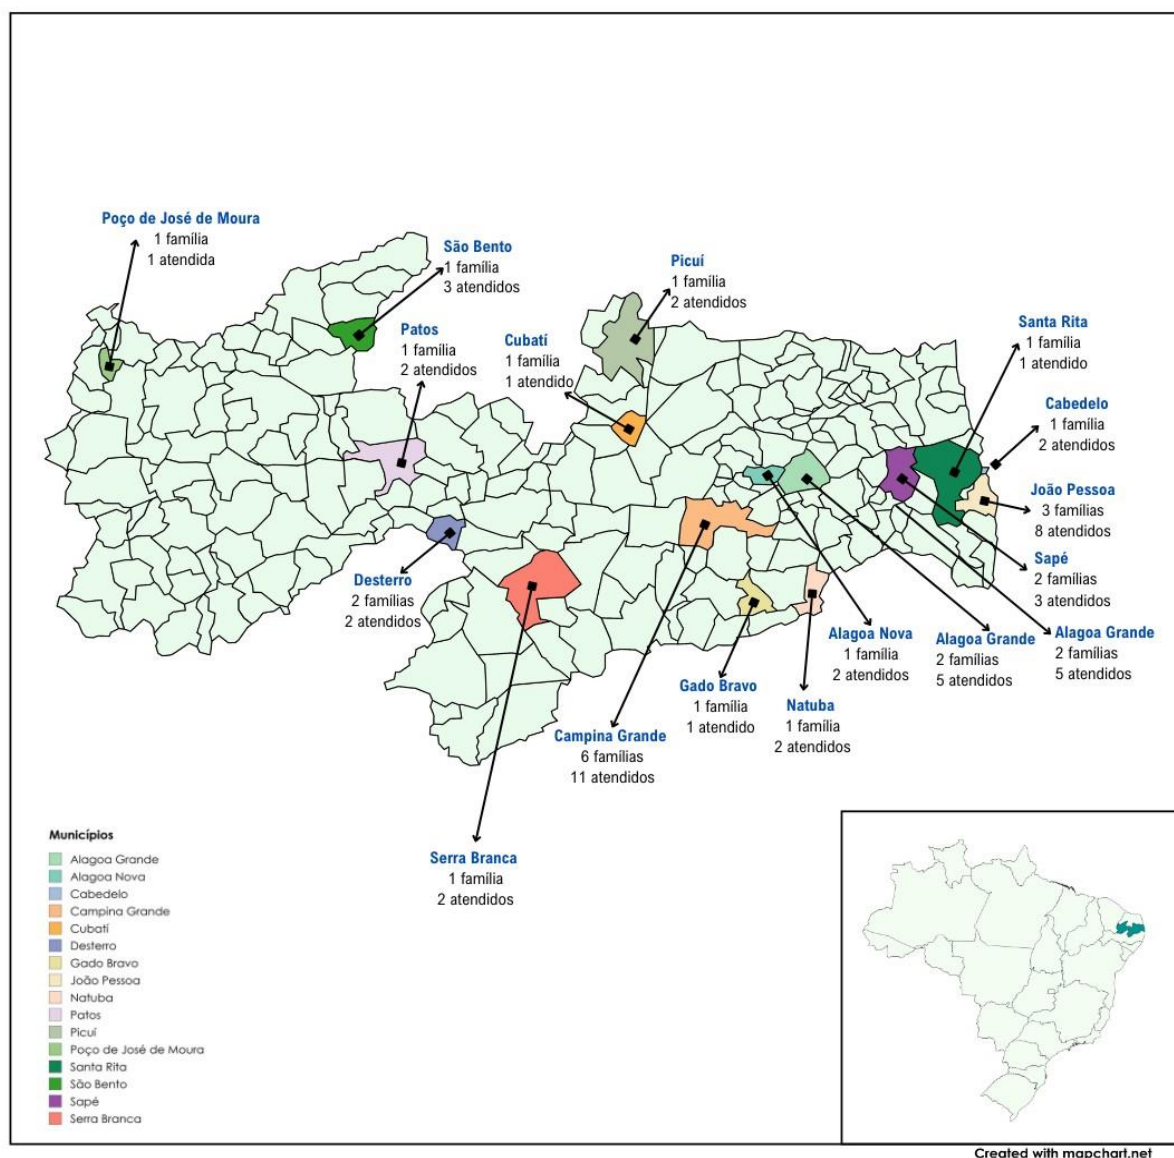 Poço de José de Moura
1 família
1 atendida
São Bento
1 família
3 atendidos
Picuí
1 família
2 atendidos
Patos
1 família
2 atendidos
Cubatí
1 família
1 atendido
Santa Rita
1 família
1 atendido
Cabedelo
1 família
2 atendidos
João Pessoa
3 famílias
8 atendidos
Sapé
2 famílias
3 atendidos
Desterro
2 famílias
2 atendidos
Alagoa Nova
1 família
2 atendidos
Alagoa Grande
2 famílias
5 atendidos
Alagoa Grande
2 famílias
5 atendidos
Gado Bravo
1 família
1 atendido
Natuba
1 família
2 atendidos
Campina Grande
6 famílias
11 atendidos
Serra Branca
1 família
2 atendidos
Municípios
Alagoa Grande
Alagoa Nova
Cabedelo
Campina Grande
Cubatí
Desterro
Gado Bravo
João Pessoa
Natuba
Patos
Picuí
Poço de José de Moura
Santa Rita
São Bento
Sapé
Serra Branca
Created with mapchart.net